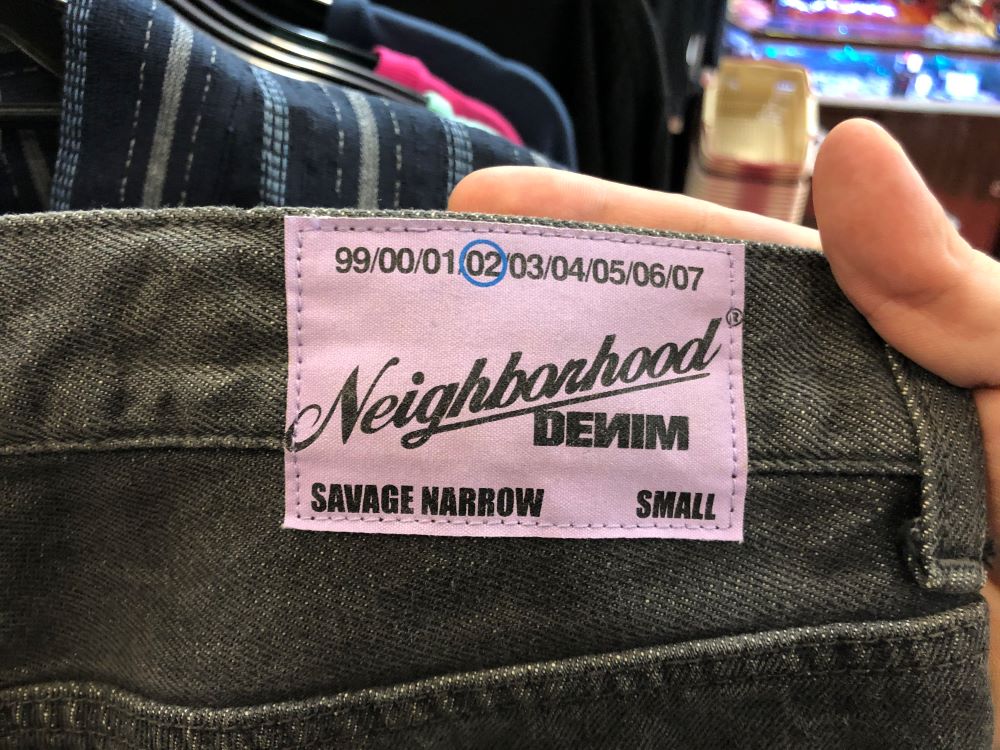 99/00/01/02/03/04/05/06/07
Neighborhood®
DENIM
SAVAGE NARROW SMALL